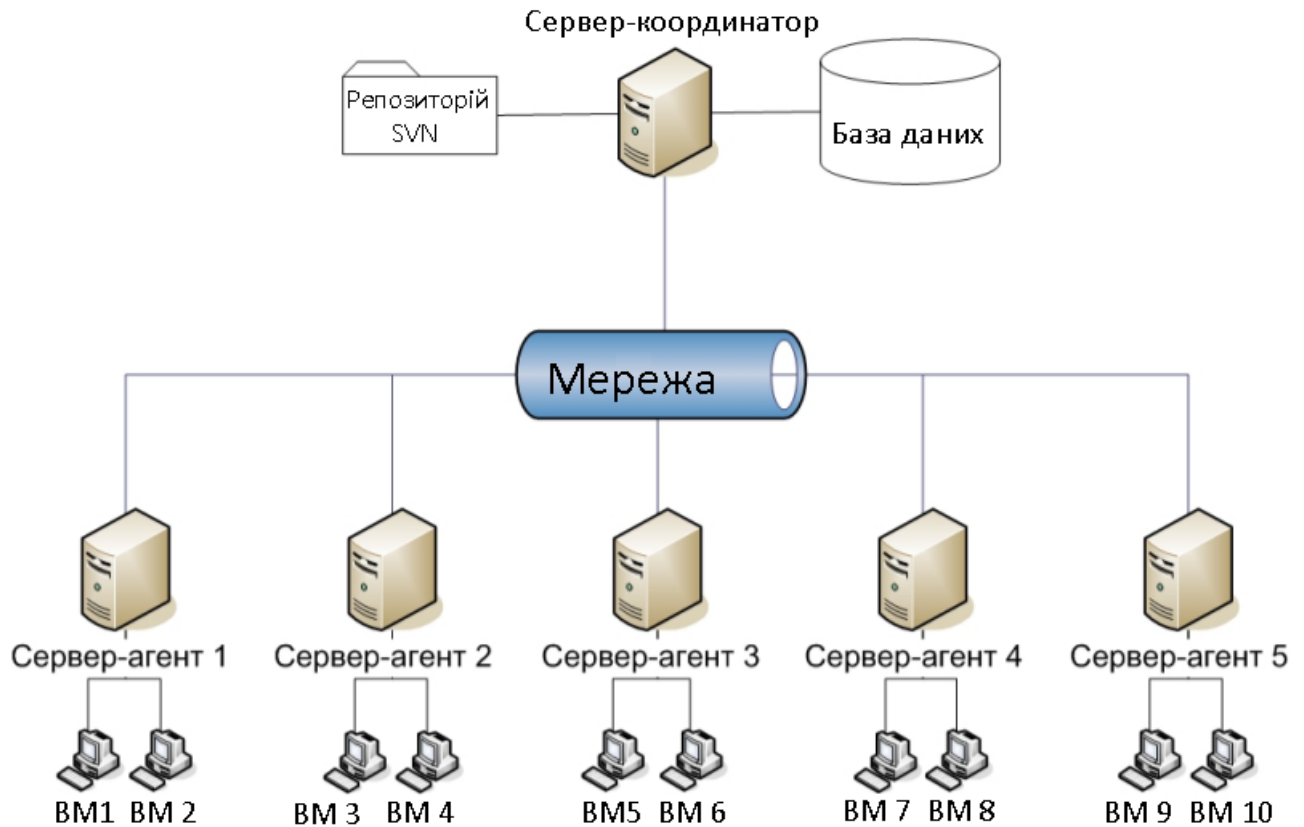 Сервер-координатор
Репозиторій
SVN
База даних
Мережа
Сервер-агент 1
Сервер-агент 2
Сервер-агент 3
Сервер-агент 4
Сервер-агент 5
ВМ1
ВМ 2
ВМ 3
ВМ 4
ВМ5
ВМ 6
ВМ 7
ВМ 8
ВМ 9
ВМ 10